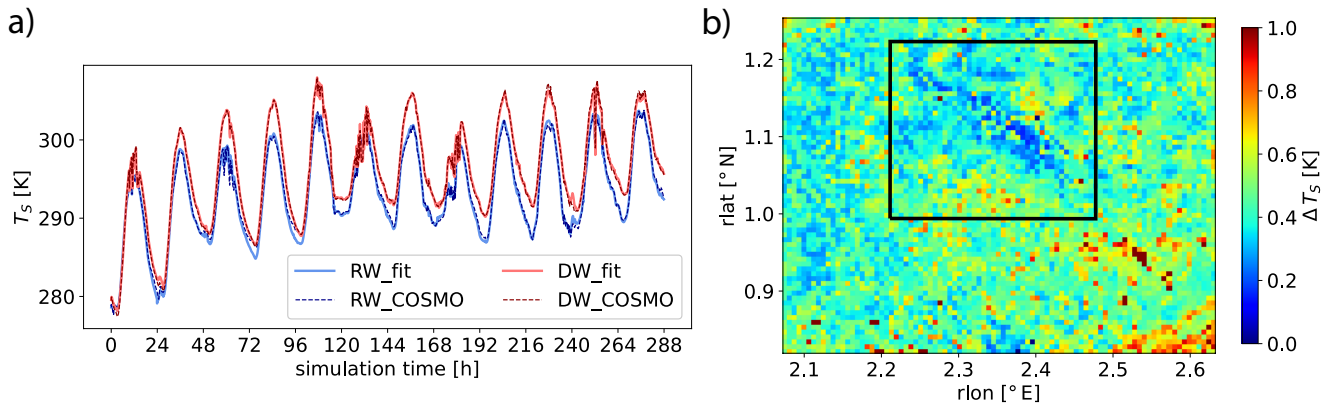 a)
T_S [K]
300
290
280
0 24 48 72 96 120 144 168 192 216 240 264 288
simulation time [h]
RW_fit DW_fit
RW_COSMO DW_COSMO
b)
rlat [°N]
1.2
1.1
1.0
0.9
2.1 2.2 2.3 2.4 2.5 2.6
rlon [°E]
1.0
0.8
0.6
0.4
0.2
0.0
Δ T_S [K]